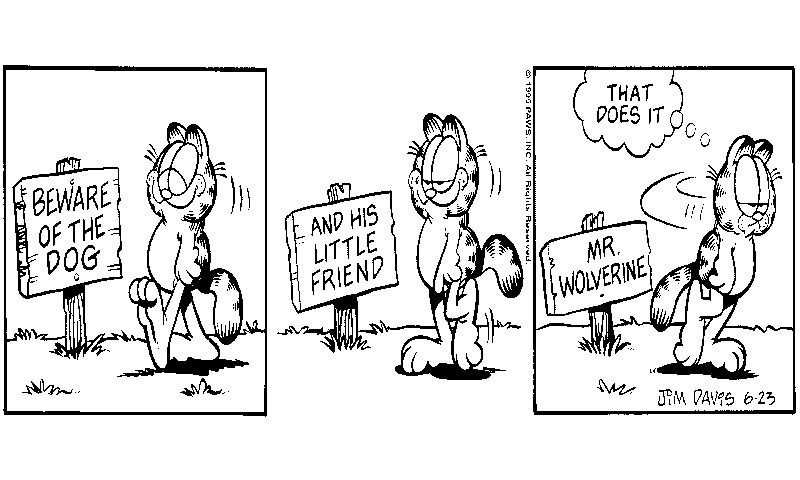 BEWARE
OF THE
DOG
AND HIS
LITTLE
FRIEND
© 1995 PAWS, INC. All Rights Reserved.
THAT
DOES IT
MR.
WOLVERINE
JIM DAVIS 6-23